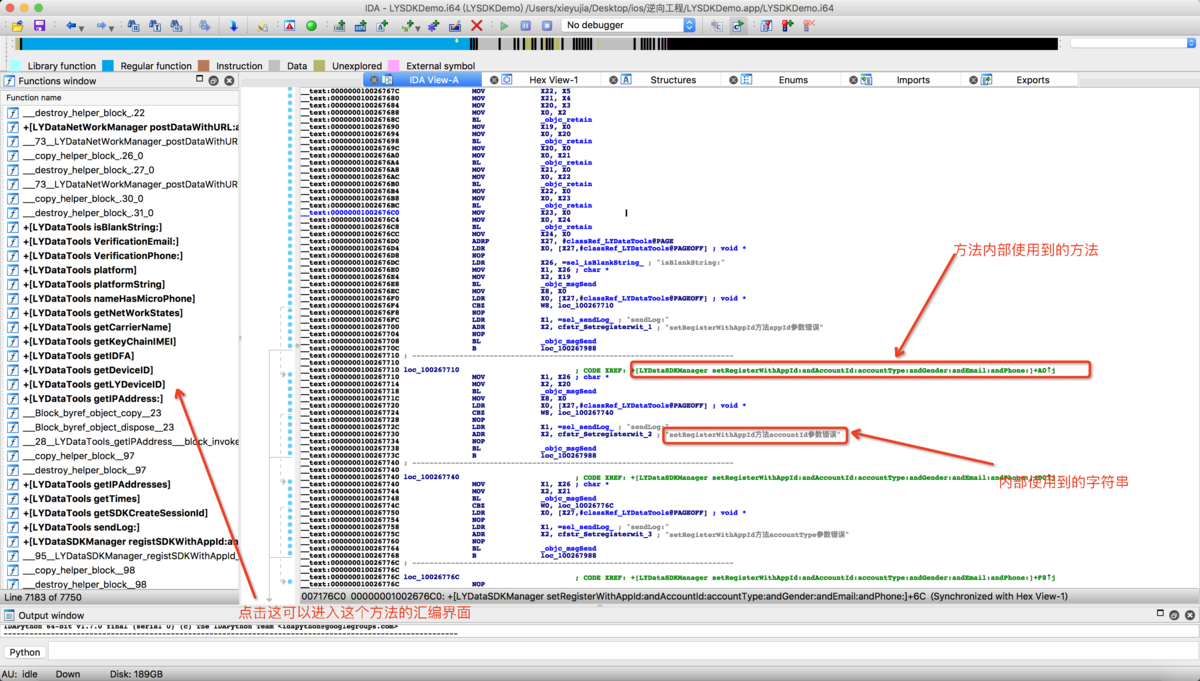 IDA - LYSDKDemo.i64 (LYSDKDemo) /Users/xieyujia/Desktop/ios/逆向工程/LYSDKDemo.app/LYSDKDemo.i64
No debugger
Library function Regular function Instruction Data Unexplored External symbol
Functions window
IDA View-A Hex View-1 Structures Enums Imports Exports
Function name
___destroy_helper_block_.22
+[LYDataNetWorkManager postDataWithURL:a
___73__LYDataNetWorkManager_postDataWithUR
___copy_helper_block_.26_0
___destroy_helper_block_.27_0
___73__LYDataNetWorkManager_postDataWithUR
___copy_helper_block_.30_0
___destroy_helper_block_.31_0
+[LYDataTools isBlankString:]
+[LYDataTools VerificationEmail:]
+[LYDataTools VerificationPhone:]
+[LYDataTools platform]
+[LYDataTools platformString]
+[LYDataTools nameHasMicroPhone]
+[LYDataTools getNetWorkStates]
+[LYDataTools getCarrierName]
+[LYDataTools getKeyChainIMEI]
+[LYDataTools getIDFA]
+[LYDataTools getDeviceID]
+[LYDataTools getLYDeviceID]
+[LYDataTools getIPAddress:]
___Block_byref_object_copy__23
___Block_byref_object_dispose__23
___28__LYDataTools_getIPAddress___block_invoke
___copy_helper_block__97
___destroy_helper_block__97
+[LYDataTools getIPAddresses]
+[LYDataTools getTimes]
+[LYDataTools getSDKCreateSessionId]
+[LYDataTools sendLog:]
+[LYDataSDKManager registSDKWithAppId:an
___95__LYDataSDKManager_registSDKWithAppId_
___copy_helper_block__98
___destroy_helper_block__98
Line 7183 of 7750
__text:000000010026767C MOV X22, X5
__text:0000000100267680 MOV X21, X4
__text:0000000100267684 MOV X20, X3
__text:0000000100267688 MOV X0, X2
__text:000000010026768C BL _objc_retain
__text:0000000100267690 MOV X19, X0
__text:0000000100267694 MOV X0, X20
__text:0000000100267698 BL _objc_retain
__text:000000010026769C MOV X20, X0
__text:00000001002676A0 MOV X0, X21
__text:00000001002676A4 BL _objc_retain
__text:00000001002676A8 MOV X21, X0
__text:00000001002676AC MOV X0, X22
__text:00000001002676B0 BL _objc_retain
__text:00000001002676B4 MOV X22, X0
__text:00000001002676B8 MOV X0, X23
__text:00000001002676BC BL _objc_retain
__text:00000001002676C0 MOV X23, X0
__text:00000001002676C4 MOV X0, X24
__text:00000001002676C8 BL _objc_retain
__text:00000001002676CC MOV X24, X0
__text:00000001002676D0 ADRP X27, #classRef_LYDataTools@PAGE
__text:00000001002676D4 LDR X0, [X27,#classRef_LYDataTools@PAGEOFF] ; void *
__text:00000001002676D8 NOP
__text:00000001002676DC LDR X26, =sel_isBlankString_ ; "isBlankString:"
__text:00000001002676E0 MOV X1, X26 ; char *
__text:00000001002676E4 MOV X2, X19
__text:00000001002676E8 BL _objc_msgSend
__text:00000001002676EC MOV X8, X0
__text:00000001002676F0 LDR X0, [X27,#classRef_LYDataTools@PAGEOFF] ; void *
__text:00000001002676F4 CBZ W8, loc_100267710
__text:00000001002676F8 NOP
__text:00000001002676FC LDR X1, =sel_sendLog_ ; "sendLog:"
__text:0000000100267700 ADR X2, cfstr_Setregisterwit_1 ; "setRegisterWithAppId方法appId参数错误"
__text:0000000100267704 NOP
__text:0000000100267708 BL _objc_msgSend
__text:000000010026770C B loc_100267988
__text:0000000100267710 ; ---------------------------------------------------------------------------
__text:0000000100267710
__text:0000000100267710 loc_100267710 ; CODE XREF: +[LYDataSDKManager setRegisterWithAppId:andAccountId:accountType:andGender:andEmail:andPhone:]+A0↑j
__text:0000000100267710 MOV X1, X26 ; char *
__text:0000000100267714 MOV X2, X20
__text:0000000100267718 BL _objc_msgSend
__text:000000010026771C MOV X8, X0
__text:0000000100267720 LDR X0, [X27,#classRef_LYDataTools@PAGEOFF] ; void *
__text:0000000100267724 CBZ W8, loc_100267740
__text:0000000100267728 NOP
__text:000000010026772C LDR X1, =sel_sendLog_ ; "sendLog:"
__text:0000000100267730 ADR X2, cfstr_Setregisterwit_2 ; "setRegisterWithAppId方法accountId参数错误"
__text:0000000100267734 NOP
__text:0000000100267738 BL _objc_msgSend
__text:000000010026773C B loc_100267988
__text:0000000100267740 ; ---------------------------------------------------------------------------
__text:0000000100267740
__text:0000000100267740 loc_100267740 ; CODE XREF: +[LYDataSDKManager setRegisterWithAppId:andAccountId:accountType:andGender:andEmail:andPhone:]
__text:0000000100267740 MOV X1, X26 ; char *
__text:0000000100267744 MOV X2, X21
__text:0000000100267748 BL _objc_msgSend
__text:000000010026774C CBZ W0, loc_10026776C
__text:0000000100267750 LDR X0, [X27,#classRef_LYDataTools@PAGEOFF] ; void *
__text:0000000100267754 NOP
__text:0000000100267758 LDR X1, =sel_sendLog_ ; "sendLog:"
__text:000000010026775C ADR X2, cfstr_Setregisterwit_3 ; "setRegisterWithAppId方法accountType参数错误"
__text:0000000100267760 NOP
__text:0000000100267764 BL _objc_msgSend
__text:0000000100267768 B loc_100267988
__text:000000010026776C ; ---------------------------------------------------------------------------
__text:000000010026776C
__text:000000010026776C loc_10026776C ; CODE XREF: +[LYDataSDKManager setRegisterWithAppId:andAccountId:accountType:andGender:andEmail:andPhone:]+F8↑j
__text:000000010026776C NOP
方法内部使用到的方法
内部使用到的字符串
007176C0 00000001002676C0: +[LYDataSDKManager setRegisterWithAppId:andAccountId:accountType:andGender:andEmail:andPhone:]+6C (Synchronized with Hex View-1)
点击这可以进入这个方法的汇编界面
Output window
IDAPython 64-bit v1.7.0 final (serial 0) (c) The IDAPython Team <idapython@googlegroups.com>
Python
AU: idle Down Disk: 189GB